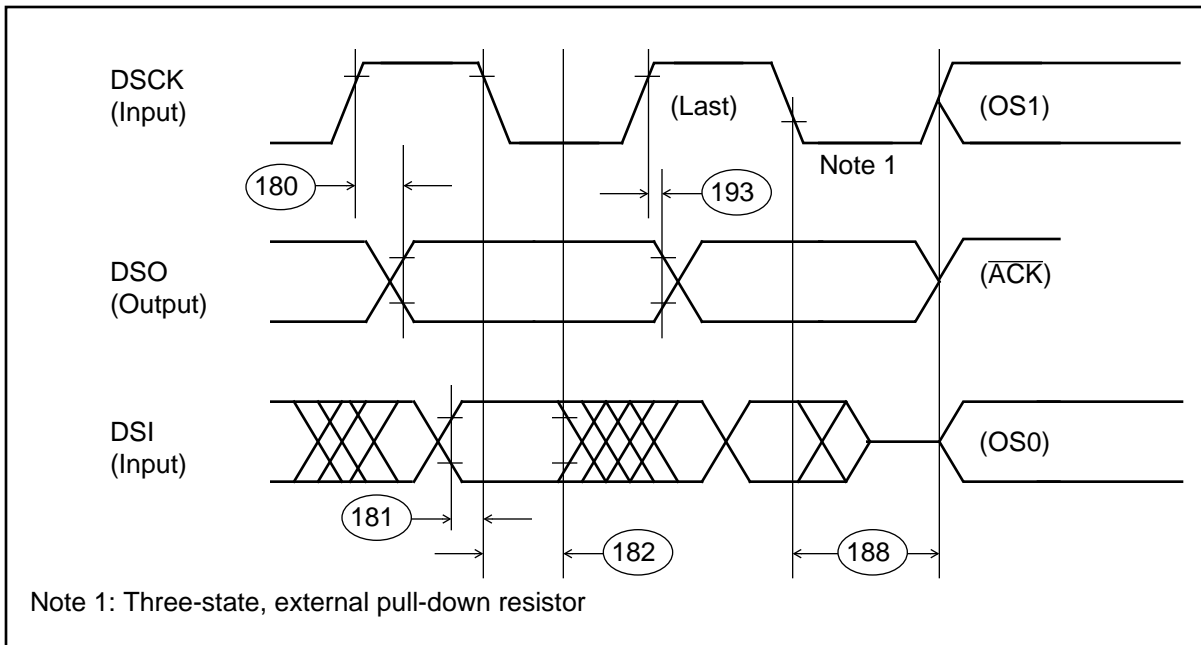 DSCK
(Input)
(Last)
(OS1)
Note 1
180
193
DSO
(Output)
(A̅C̅K̅)
DSI
(Input)
(OS0)
181
182
188
Note 1: Three-state, external pull-down resistor